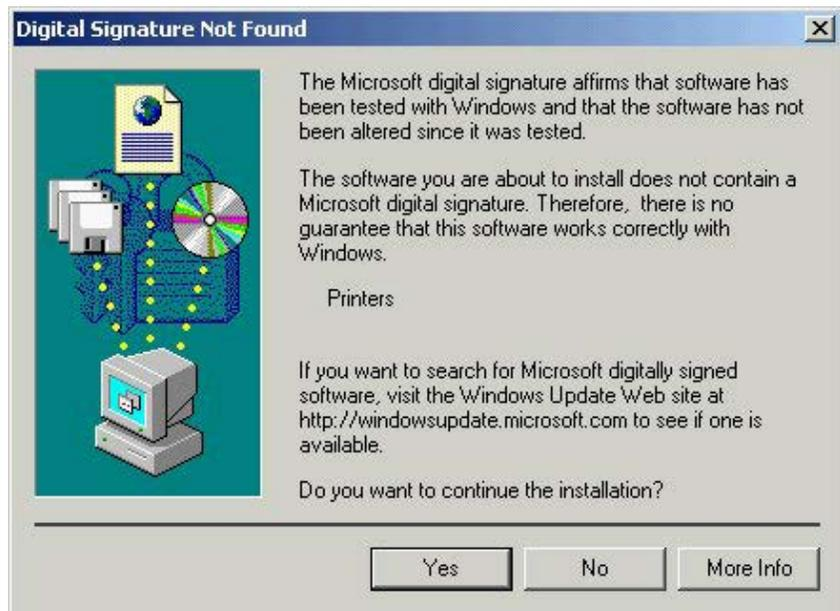 Digital Signature Not Found
The Microsoft digital signature affirms that software has
been tested with Windows and that the software has not
been altered since it was tested.
The software you are about to install does not contain a
Microsoft digital signature. Therefore,  there is no
guarantee that this software works correctly with
Windows.
Printers
If you want to search for Microsoft digitally signed
software, visit the Windows Update Web site at
http://windowsupdate.microsoft.com to see if one is
available.
Do you want to continue the installation?
Yes
No
More Info